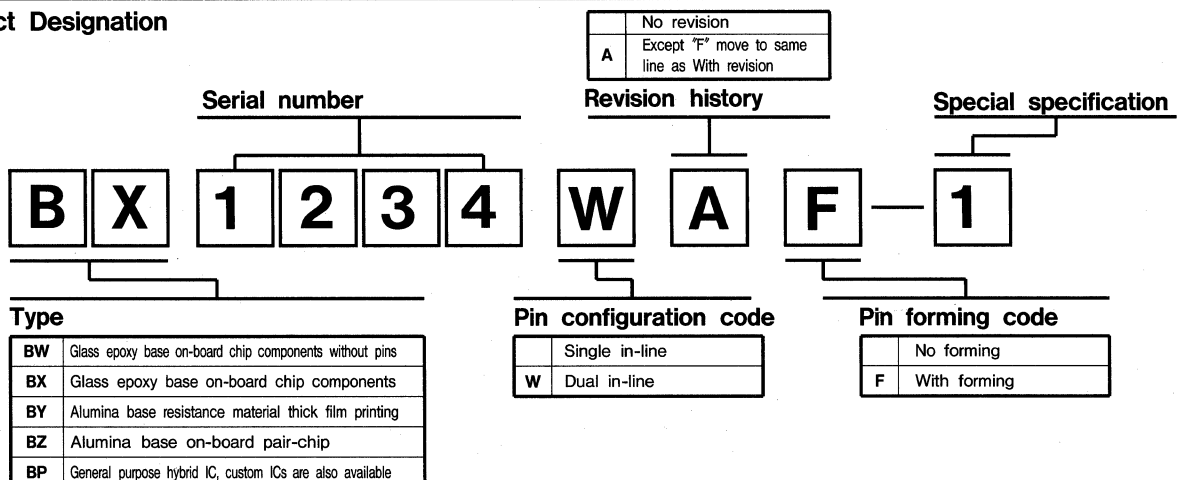 ct Designation
No revision
A Except "F" move to same
line as With revision
Serial number
Revision history
Special specification
B X 1 2 3 4 W A F — 1
Type
BW Glass epoxy base on-board chip components without pins
BX Glass epoxy base on-board chip components
BY Alumina base resistance material thick film printing
BZ Alumina base on-board pair-chip
BP General purpose hybrid IC, custom ICs are also available
Pin configuration code
Single in-line
W Dual in-line
Pin forming code
No forming
F With forming